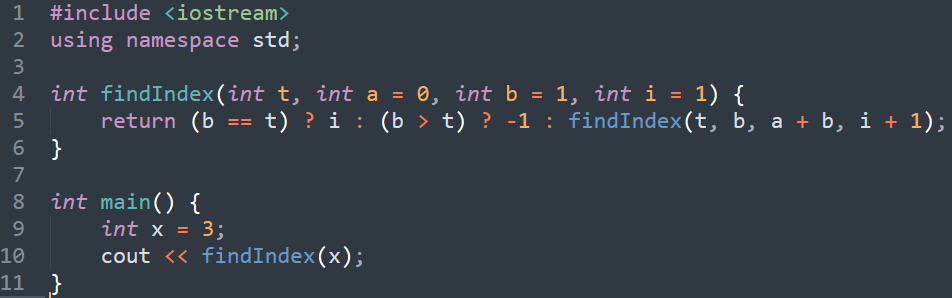 1 #include <iostream>
2 using namespace std;
3
4 int findIndex(int t, int a = 0, int b = 1, int i = 1) {
5     return (b == t) ? i : (b > t) ? -1 : findIndex(t, b, a + b, i + 1);
6 }
7
8 int main() {
9     int x = 3;
10     cout << findIndex(x);
11 }